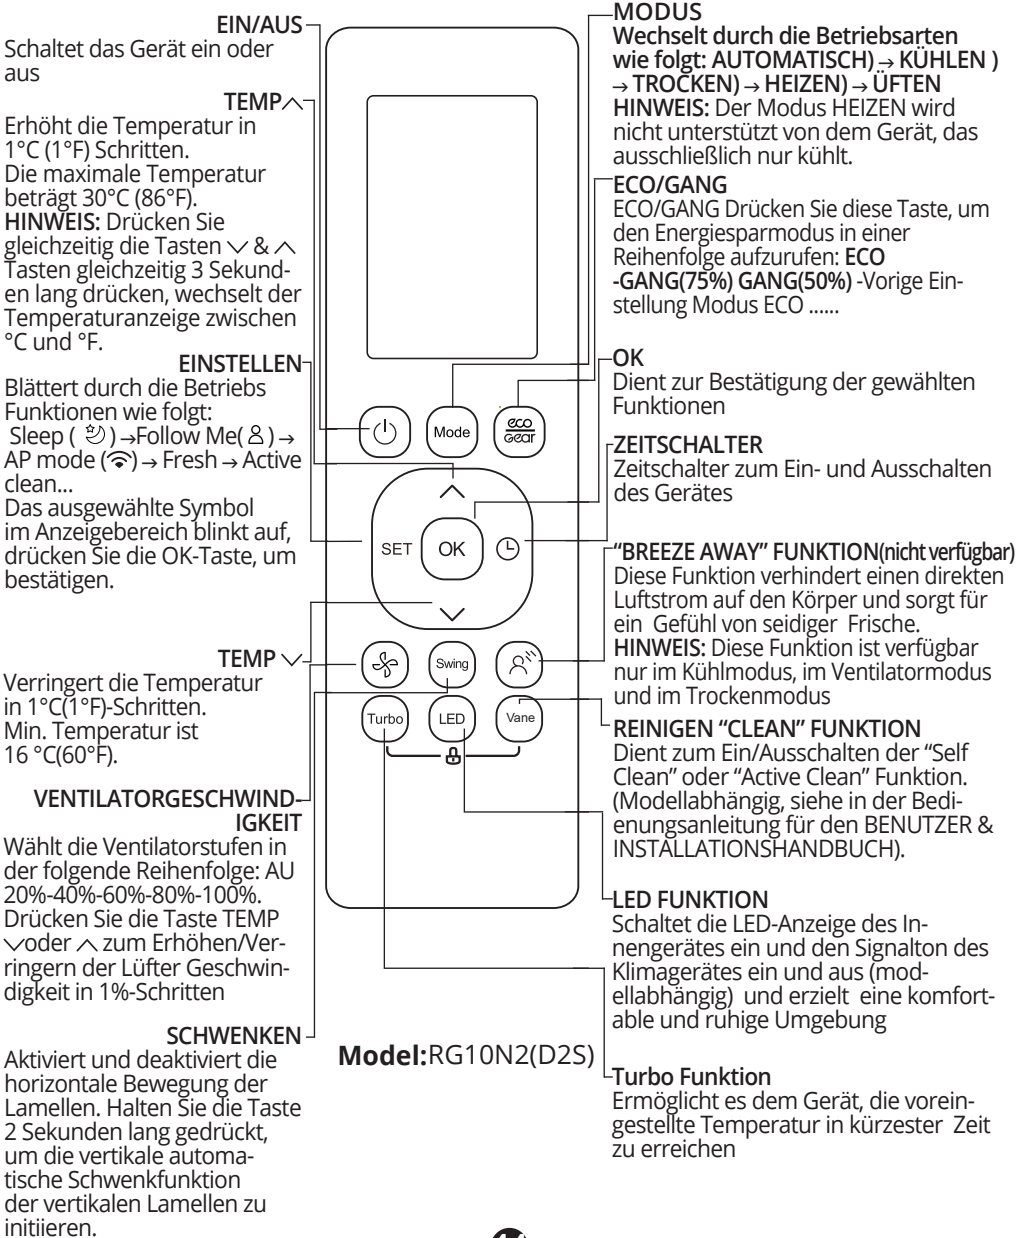 EIN/AUS
Schaltet das Gerät ein oder
aus
TEMP
Erhöht die Temperatur in
1°C (1°F) Schritten.
Die maximale Temperatur
beträgt 30°C (86°F).
HINWEIS: Drücken Sie
gleichzeitig die Tasten ﹀ & ︿
Tasten gleichzeitig 3 Sekund-
en lang drücken, wechselt der
Temperaturanzeige zwischen
°C und °F.
EINSTELLEN
Blättert durch die Betriebs
Funktionen wie folgt:
Sleep ( ) →Follow Me( ) →
AP mode ( ) → Fresh → Active
clean...
Das ausgewählte Symbol
im Anzeigebereich blinkt auf,
drücken Sie die OK-Taste, um
bestätigen.
TEMP ﹀
Verringert die Temperatur
in 1°C(1°F)-Schritten.
Min. Temperatur ist
16 °C(60°F).
VENTILATORGESCHWIND-
IGKEIT
Wählt die Ventilatorstufen in
der folgende Reihenfolge: AU
20%-40%-60%-80%-100%.
Drücken Sie die Taste TEMP
﹀oder ︿ zum Erhöhen/Ver-
ringern der Lüfter Geschwin-
digkeit in 1%-Schritten
SCHWENKEN
Aktiviert und deaktiviert die
horizontale Bewegung der
Lamellen. Halten Sie die Taste
2 Sekunden lang gedrückt,
um die vertikale automa-
tische Schwenkfunktion
der vertikalen Lamellen zu
initiieren.
Mode
eco
Gear
SET
OK
Swing
Turbo
LED
Vane
Model:RG10N2(D2S)
MODUS
Wechselt durch die Betriebsarten
wie folgt: AUTOMATISCH) → KÜHLEN )
→ TROCKEN) → HEIZEN) → ÜFTEN
HINWEIS: Der Modus HEIZEN wird
nicht unterstützt von dem Gerät, das
ausschließlich nur kühlt.
ECO/GANG
ECO/GANG Drücken Sie diese Taste, um
den Energiesparmodus in einer
Reihenfolge aufzurufen: ECO
-GANG(75%) GANG(50%) -Vorige Ein-
stellung Modus ECO ......
OK
Dient zur Bestätigung der gewählten
Funktionen
ZEITSCHALTER
Zeitschalter zum Ein- und Ausschalten
des Gerätes
“BREEZE AWAY” FUNKTION(nicht verfügbar)
Diese Funktion verhindert einen direkten
Luftstrom auf den Körper und sorgt für
ein Gefühl von seidiger Frische.
HINWEIS: Diese Funktion ist verfügbar
nur im Kühlmodus, im Ventilatormodus
und im Trockenmodus
REINIGEN “CLEAN” FUNKTION
Dient zum Ein/Ausschalten der “Self
Clean” oder “Active Clean” Funktion.
(Modellabhängig, siehe in der Bedi-
enungsanleitung für den BENUTZER &
INSTALLATIONSHANDBUCH).
LED FUNKTION
Schaltet die LED-Anzeige des In-
nengerätes ein und den Signalton des
Klimagerätes ein und aus (mod-
ellabhängig) und erzielt eine komfort-
able und ruhige Umgebung
Turbo Funktion
Ermöglicht es dem Gerät, die vorein-
gestellte Temperatur in kürzester Zeit
zu erreichen